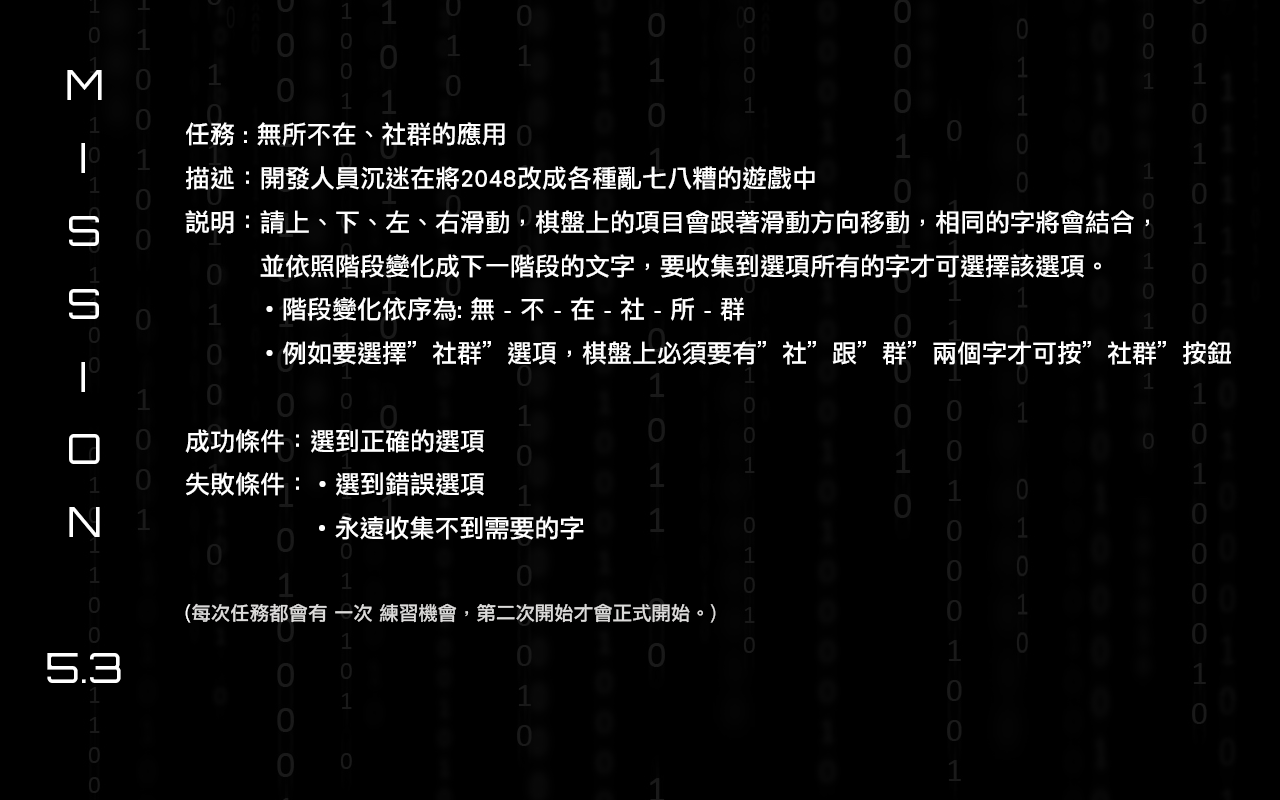 MISSION
5.3
任務 : 無所不在、社群的應用
描述：開發人員沉迷在將2048改成各種亂七八糟的遊戲中
説明：請上、下、左、右滑動，棋盤上的項目會跟著滑動方向移動，相同的字將會結合，
並依照階段變化成下一階段的文字，要收集到選項所有的字才可選擇該選項。
•階段變化依序為: 無 - 不 - 在 - 社 - 所 - 群
•例如要選擇”社群”選項，棋盤上必須要有”社”跟”群”兩個字才可按”社群”按鈕
成功條件：選到正確的選項
失敗條件：•選到錯誤選項
•永遠收集不到需要的字
(每次任務都會有 一次 練習機會，第二次開始才會正式開始。)